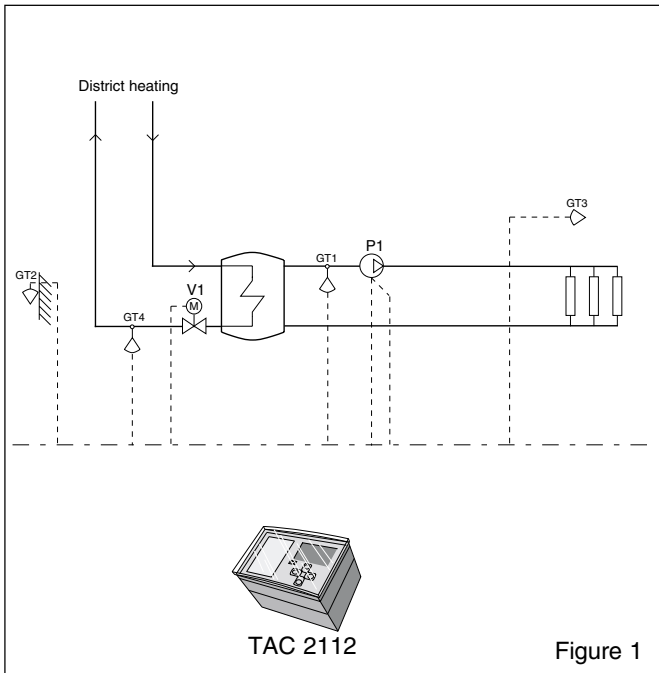 District heating
GT3
P1
GT1
GT2
V1
M
GT4
TAC 2112
Figure 1